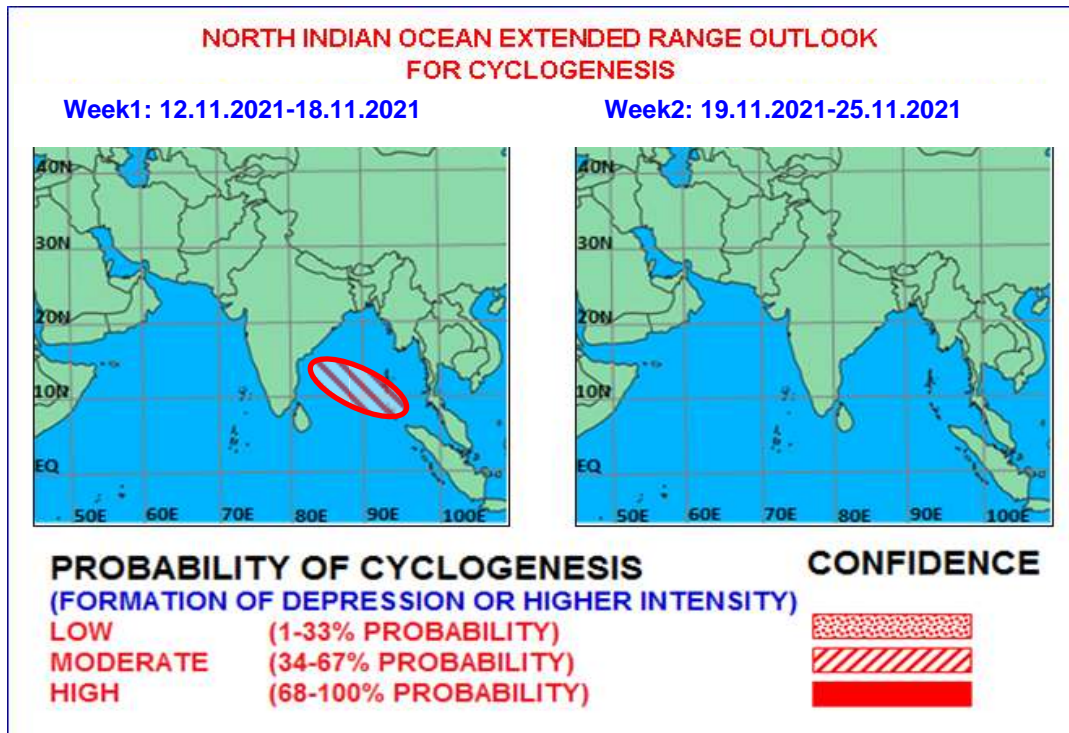 NORTH INDIAN OCEAN EXTENDED RANGE OUTLOOK
FOR CYCLOGENESIS
Week1: 12.11.2021-18.11.2021
Week2: 19.11.2021-25.11.2021
40N
30N
20N
10N
EQ
50E 60E 70E 80E 90E 100E
40N
30N
20N
10N
EQ
50E 60E 70E 80E 90E 100E
PROBABILITY OF CYCLOGENESIS
CONFIDENCE
(FORMATION OF DEPRESSION OR HIGHER INTENSITY)
LOW (1-33% PROBABILITY)
MODERATE (34-67% PROBABILITY)
HIGH (68-100% PROBABILITY)